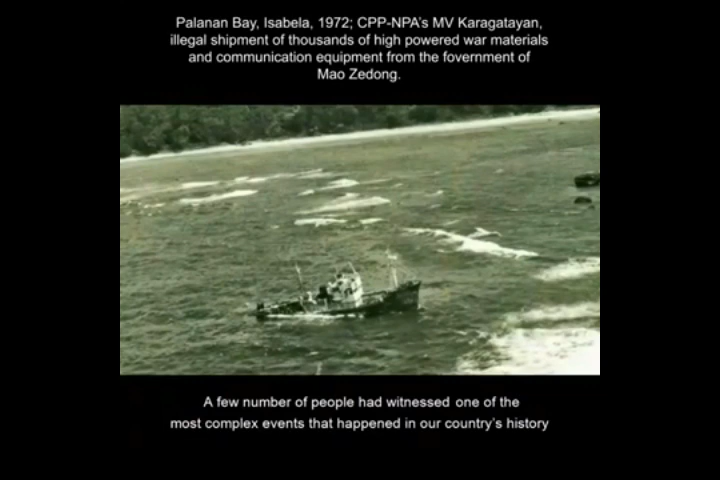 Palanan Bay, Isabela, 1972; CPP-NPA's MV Karagatayan,
illegal shipment of thousands of high powered war materials
and communication equipment from the fovernment of
Mao Zedong.
A few number of people had witnessed one of the
most complex events that happened in our country's history